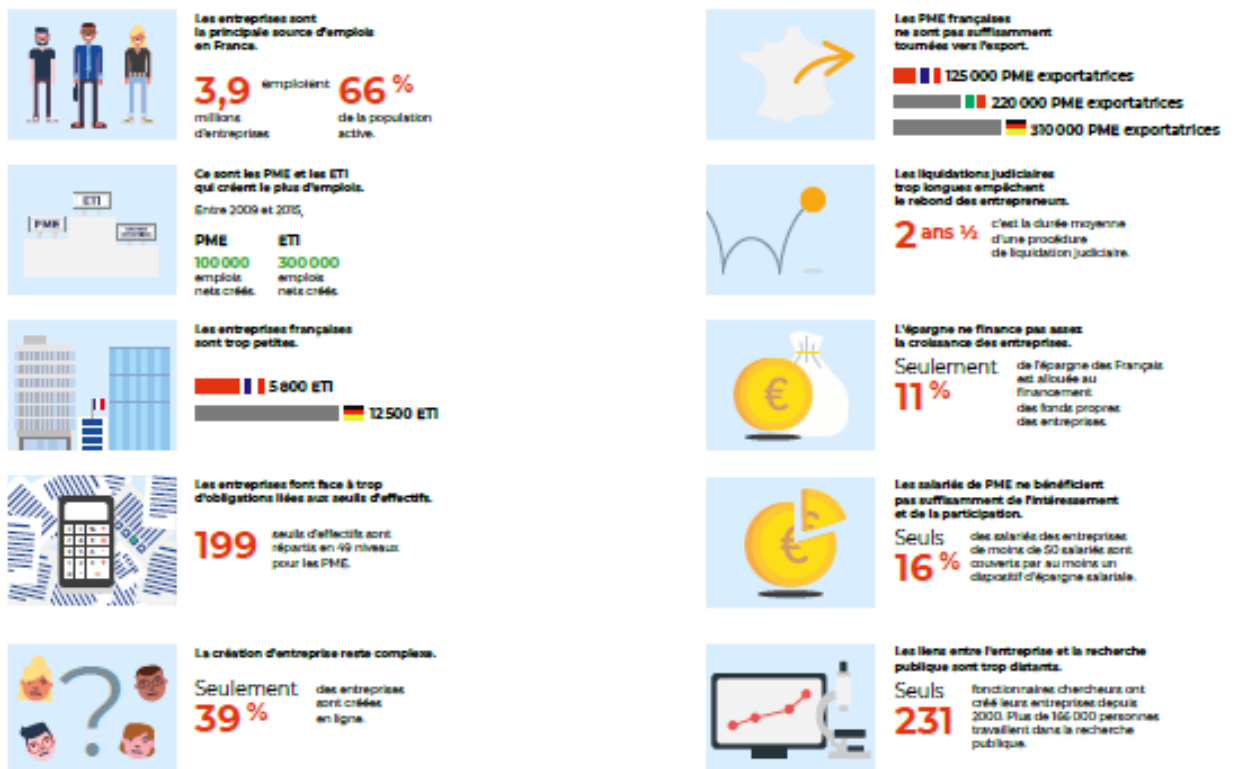 Les entreprises sont
la principale source d'emplois
en France.
3,9 emploient 66 %
millions
d'entreprises
de la population
active.
Ce sont les PME et les ETI
qui créent le plus d'emplois.
Entre 2009 et 2015,
PME
100 000
emplois
nets créés.
ETI
300 000
emplois
nets créés.
ETI
PME
Les entreprises françaises
sont trop petites.
5 800 ETI
12 500 ETI
Les entreprises font face à trop
d'obligations liées aux seuils d'effectifs.
199
seuils d'effectifs sont
répartis en 49 niveaux
pour les PME.
La création d'entreprise reste complexe.
?
Seulement
39 %
des entreprises
sont créées
en ligne.
Les PME françaises
ne sont pas suffisamment
tournées vers l'export.
125 000 PME exportatrices
220 000 PME exportatrices
310 000 PME exportatrices
Les liquidations judiciaires
trop longues empêchent
le rebond des entrepreneurs.
2 ans ½
c'est la durée moyenne
d'une procédure
de liquidation judiciaire.
L'épargne ne finance pas assez
la croissance des entreprises.
€
Seulement
11 %
de l'épargne des Français
est allouée au
financement
des fonds propres
des entreprises.
Les salariés de PME ne bénéficient
pas suffisamment de l'intéressement
et de la participation.
€
Seuls
16 %
des salariés des entreprises
de moins de 50 salariés sont
couverts par au moins un
dispositif d'épargne salariale.
Les liens entre l'entreprise et la recherche
publique sont trop distants.
Seuls
231
fonctionnaires chercheurs ont
créé leurs entreprises depuis
2000. Plus de 166 000 personnes
travaillent dans la recherche
publique.